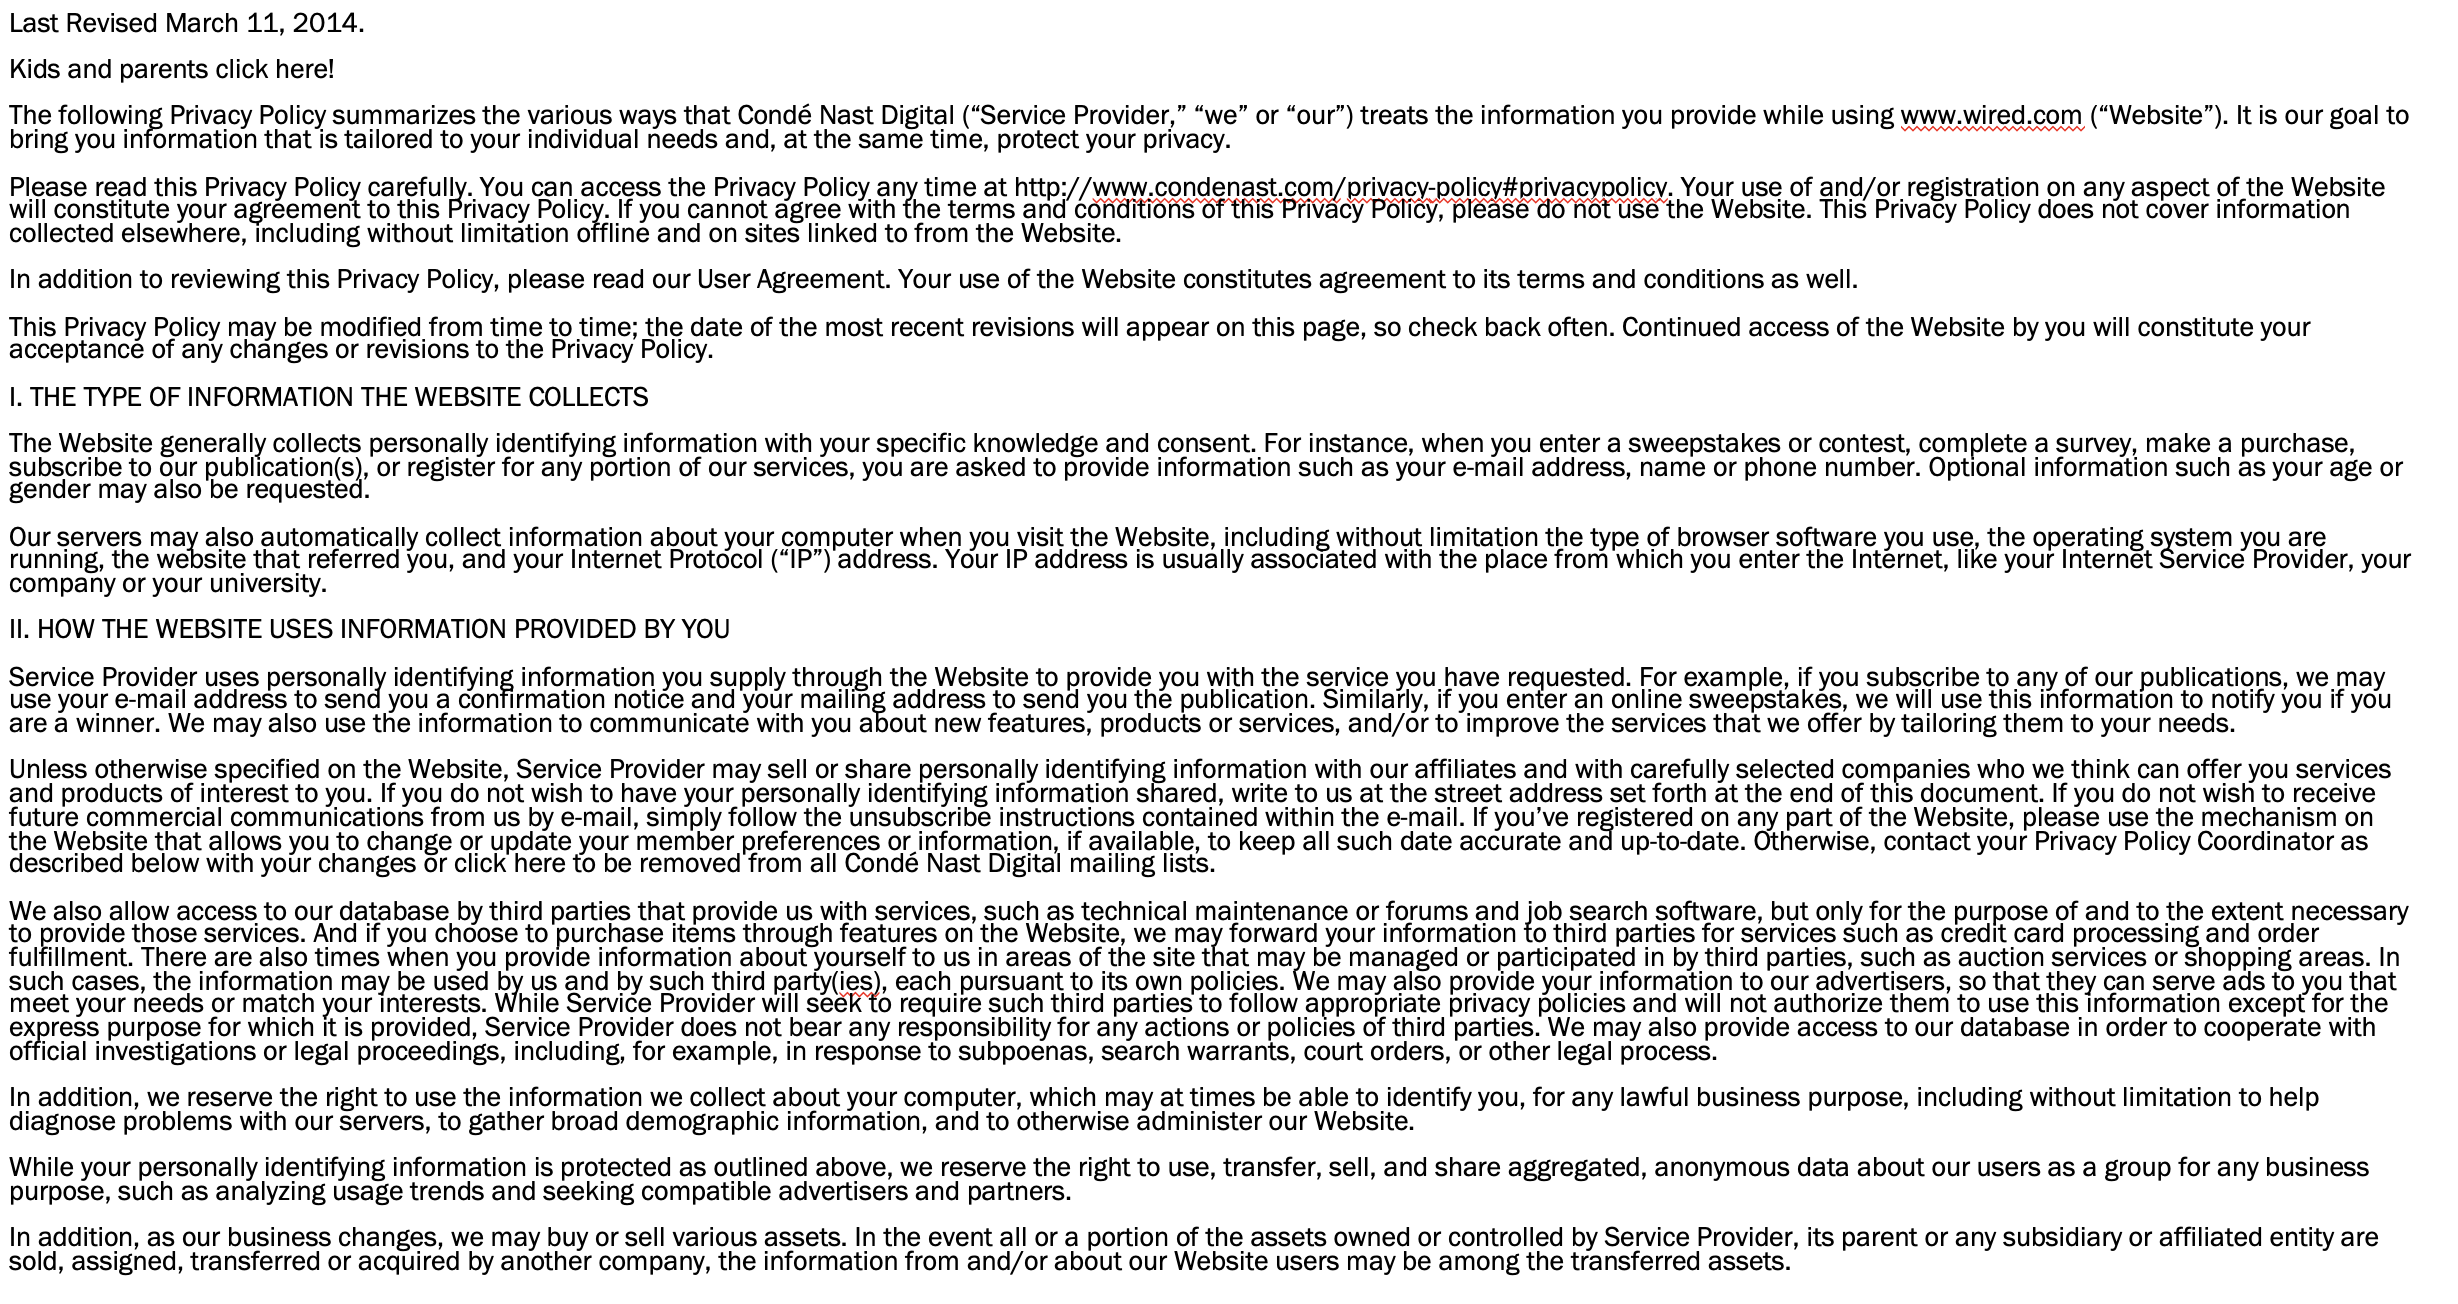 Last Revised March 11, 2014.
Kids and parents click here!
The following Privacy Policy summarizes the various ways that Condé Nast Digital (“Service Provider,” “we” or “our”) treats the information you provide while using www.wired.com (“Website”). It is our goal to
bring you information that is tailored to your individual needs and, at the same time, protect your privacy.
Please read this Privacy Policy carefully. You can access the Privacy Policy any time at http://www.condenast.com/privacy-policy#privacypolicy. Your use of and/or registration on any aspect of the Website
will constitute your agreement to this Privacy Policy. If you cannot agree with the terms and conditions of this Privacy Policy, please do not use the Website. This Privacy Policy does not cover information
collected elsewhere, including without limitation offline and on sites linked to from the Website.
In addition to reviewing this Privacy Policy, please read our User Agreement. Your use of the Website constitutes agreement to its terms and conditions as well.
This Privacy Policy may be modified from time to time; the date of the most recent revisions will appear on this page, so check back often. Continued access of the Website by you will constitute your
acceptance of any changes or revisions to the Privacy Policy.
I. THE TYPE OF INFORMATION THE WEBSITE COLLECTS
The Website generally collects personally identifying information with your specific knowledge and consent. For instance, when you enter a sweepstakes or contest, complete a survey, make a purchase,
subscribe to our publication(s), or register for any portion of our services, you are asked to provide information such as your e-mail address, name or phone number. Optional information such as your age or
gender may also be requested.
Our servers may also automatically collect information about your computer when you visit the Website, including without limitation the type of browser software you use, the operating system you are
running, the website that referred you, and your Internet Protocol (“IP”) address. Your IP address is usually associated with the place from which you enter the Internet, like your Internet Service Provider, your
company or your university.
II. HOW THE WEBSITE USES INFORMATION PROVIDED BY YOU
Service Provider uses personally identifying information you supply through the Website to provide you with the service you have requested. For example, if you subscribe to any of our publications, we may
use your e-mail address to send you a confirmation notice and your mailing address to send you the publication. Similarly, if you enter an online sweepstakes, we will use this information to notify you if you
are a winner. We may also use the information to communicate with you about new features, products or services, and/or to improve the services that we offer by tailoring them to your needs.
Unless otherwise specified on the Website, Service Provider may sell or share personally identifying information with our affiliates and with carefully selected companies who we think can offer you services
and products of interest to you. If you do not wish to have your personally identifying information shared, write to us at the street address set forth at the end of this document. If you do not wish to receive
future commercial communications from us by e-mail, simply follow the unsubscribe instructions contained within the e-mail. If you’ve registered on any part of the Website, please use the mechanism on
the Website that allows you to change or update your member preferences or information, if available, to keep all such date accurate and up-to-date. Otherwise, contact your Privacy Policy Coordinator as
described below with your changes or click here to be removed from all Condé Nast Digital mailing lists.
We also allow access to our database by third parties that provide us with services, such as technical maintenance or forums and job search software, but only for the purpose of and to the extent necessary
to provide those services. And if you choose to purchase items through features on the Website, we may forward your information to third parties for services such as credit card processing and order
fulfillment. There are also times when you provide information about yourself to us in areas of the site that may be managed or participated in by third parties, such as auction services or shopping areas. In
such cases, the information may be used by us and by such third party(ies), each pursuant to its own policies. We may also provide your information to our advertisers, so that they can serve ads to you that
meet your needs or match your interests. While Service Provider will seek to require such third parties to follow appropriate privacy policies and will not authorize them to use this information except for the
express purpose for which it is provided, Service Provider does not bear any responsibility for any actions or policies of third parties. We may also provide access to our database in order to cooperate with
official investigations or legal proceedings, including, for example, in response to subpoenas, search warrants, court orders, or other legal process.
In addition, we reserve the right to use the information we collect about your computer, which may at times be able to identify you, for any lawful business purpose, including without limitation to help
diagnose problems with our servers, to gather broad demographic information, and to otherwise administer our Website.
While your personally identifying information is protected as outlined above, we reserve the right to use, transfer, sell, and share aggregated, anonymous data about our users as a group for any business
purpose, such as analyzing usage trends and seeking compatible advertisers and partners.
In addition, as our business changes, we may buy or sell various assets. In the event all or a portion of the assets owned or controlled by Service Provider, its parent or any subsidiary or affiliated entity are
sold, assigned, transferred or acquired by another company, the information from and/or about our Website users may be among the transferred assets.